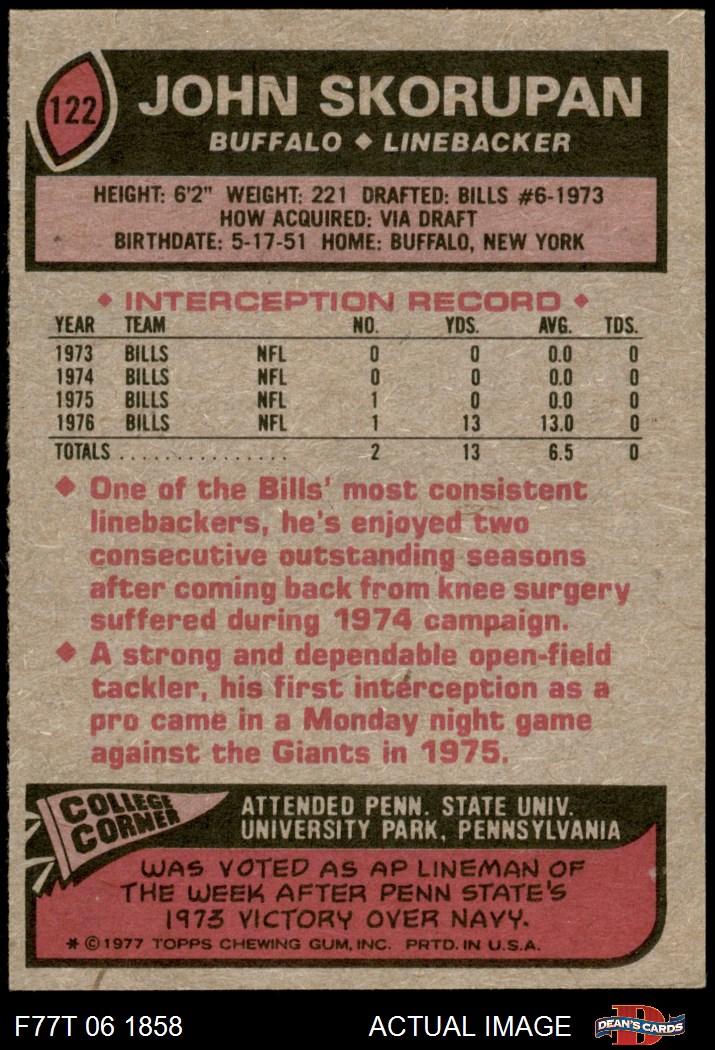 122
JOHN SKORUPAN
BUFFALO ◆ LINEBACKER
HEIGHT: 6'2" WEIGHT: 221 DRAFTED: BILLS #6-1973
HOW ACQUIRED: VIA DRAFT
BIRTHDATE: 5-17-51 HOME: BUFFALO, NEW YORK
◆ INTERCEPTION RECORD ◆
YEAR TEAM NO. YDS. AVG. TDS.
1973 BILLS NFL 0 0 0.0 0
1974 BILLS NFL 0 0 0.0 0
1975 BILLS NFL 1 0 0.0 0
1976 BILLS NFL 1 13 13.0 0
TOTALS . . . . . . . . . . . . . . . 2 13 6.5 0
◆ One of the Bills' most consistent
linebackers, he's enjoyed two
consecutive outstanding seasons
after coming back from knee surgery
suffered during 1974 campaign.
◆ A strong and dependable open-field
tackler, his first interception as a
pro came in a Monday night game
against the Giants in 1975.
COLLEGE
CORNER
ATTENDED PENN. STATE UNIV.
UNIVERSITY PARK, PENNSYLVANIA
WAS VOTED AS AP LINEMAN OF
THE WEEK AFTER PENN STATE'S
1973 VICTORY OVER NAVY.
* © 1977 TOPPS CHEWING GUM, INC. PRTD. IN U.S.A.
F77T 06 1858
ACTUAL IMAGE
D
DEAN'S CARDS